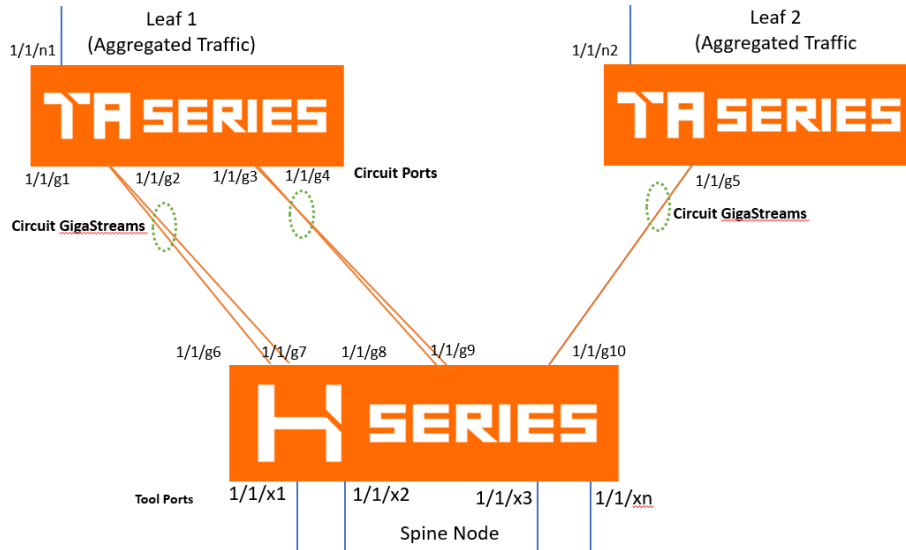 Leaf 1
(Aggregated Traffic)
Leaf 2
(Aggregated Traffic
1/1/n1
1/1/n2
TA SERIES
TA SERIES
1/1/g1
1/1/g2
1/1/g3
1/1/g4
Circuit Ports
1/1/g5
Circuit GigaStreams
Circuit GigaStreams
1/1/g6
1/1/g7
1/1/g8
1/1/g9
1/1/g10
H SERIES
Tool Ports
1/1/x1
1/1/x2
1/1/x3
1/1/xn
Spine Node